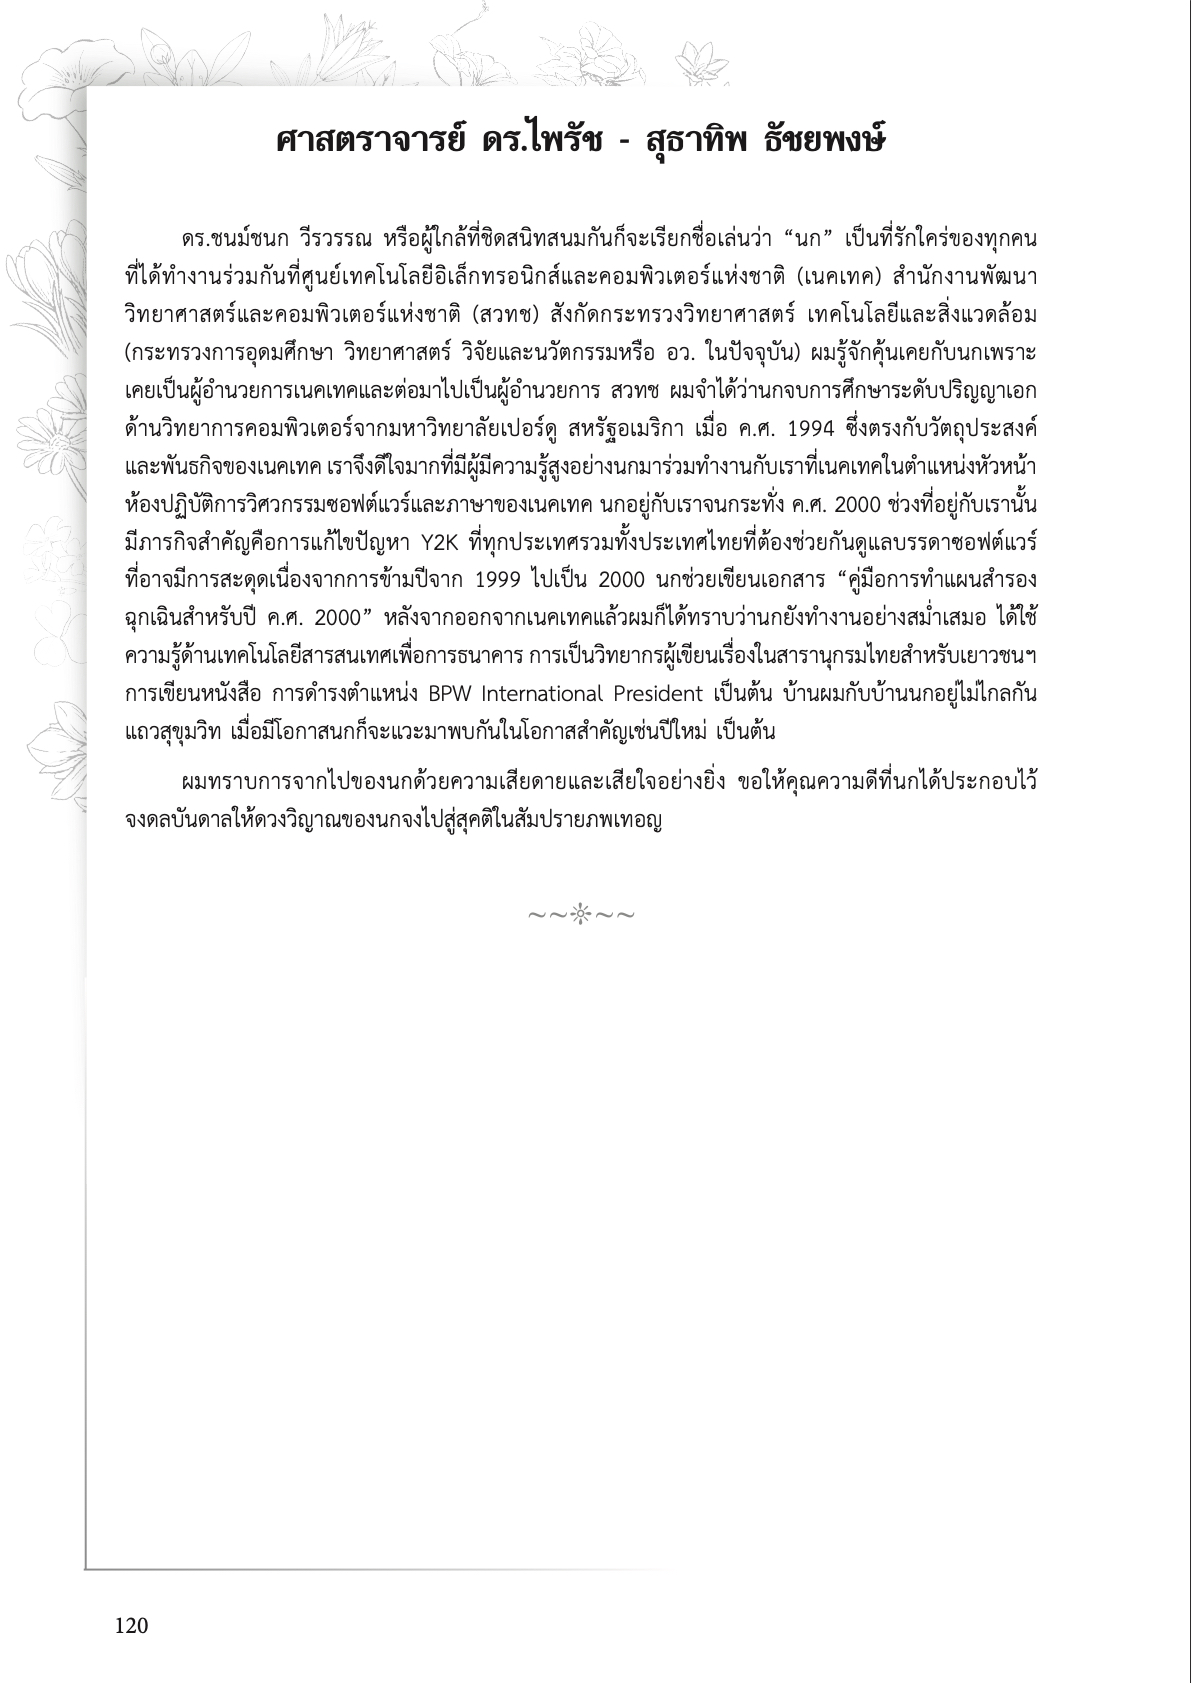 ศาสตราจารย์ ดร.ไพรัช - สุธาทิพ ธัชยพงษ์
ดร.ชนม์ชนก วีรวรรณ หรือผู้ใกล้ที่ชิดสนิทสนมกันก็จะเรียกชื่อเล่นว่า “นก” เป็นที่รักใคร่ของทุกคน
ที่ได้ทำงานร่วมกันที่ศูนย์เทคโนโลยีอิเล็กทรอนิกส์และคอมพิวเตอร์แห่งชาติ (เนคเทค) สำนักงานพัฒนา
วิทยาศาสตร์และคอมพิวเตอร์แห่งชาติ (สวทช) สังกัดกระทรวงวิทยาศาสตร์ เทคโนโลยีและสิ่งแวดล้อม
(กระทรวงการอุดมศึกษา วิทยาศาสตร์ วิจัยและนวัตกรรมหรือ อว. ในปัจจุบัน) ผมรู้จักคุ้นเคยกับนกเพราะ
เคยเป็นผู้อำนวยการเนคเทคและต่อมาไปเป็นผู้อำนวยการ สวทช ผมจำได้ว่านกจบการศึกษาระดับปริญญาเอก
ด้านวิทยาการคอมพิวเตอร์จากมหาวิทยาลัยเปอร์ดู สหรัฐอเมริกา เมื่อ ค.ศ. 1994 ซึ่งตรงกับวัตถุประสงค์
และพันธกิจของเนคเทค เราจึงดีใจมากที่มีผู้มีความรู้สูงอย่างนกมาร่วมทำงานกับเราที่เนคเทคในตำแหน่งหัวหน้า
ห้องปฏิบัติการวิศวกรรมซอฟต์แวร์และภาษาของเนคเทค นกอยู่กับเราจนกระทั่ง ค.ศ. 2000 ช่วงที่อยู่กับเรานั้น
มีภารกิจสำคัญคือการแก้ไขปัญหา Y2K ที่ทุกประเทศรวมทั้งประเทศไทยที่ต้องช่วยกันดูแลบรรดาซอฟต์แวร์
ที่อาจมีการสะดุดเนื่องจากการข้ามปีจาก 1999 ไปเป็น 2000 นกช่วยเขียนเอกสาร “คู่มือการทำแผนสำรอง
ฉุกเฉินสำหรับปี ค.ศ. 2000” หลังจากออกจากเนคเทคแล้วผมก็ได้ทราบว่านกยังทำงานอย่างสม่ำเสมอ ได้ใช้
ความรู้ด้านเทคโนโลยีสารสนเทศเพื่อการธนาคาร การเป็นวิทยากรผู้เขียนเรื่องในสารานุกรมไทยสำหรับเยาวชนฯ
การเขียนหนังสือ การดำรงตำแหน่ง BPW International President เป็นต้น บ้านผมกับบ้านนกอยู่ไม่ไกลกัน
แถวสุขุมวิท เมื่อมีโอกาสนกก็จะแวะมาพบกันในโอกาสสำคัญเช่นปีใหม่ เป็นต้น
ผมทราบการจากไปของนกด้วยความเสียดายและเสียใจอย่างยิ่ง ขอให้คุณความดีที่นกได้ประกอบไว้
จงดลบันดาลให้ดวงวิญาณของนกจงไปสู่สุคติในสัมปรายภพเทอญ
120